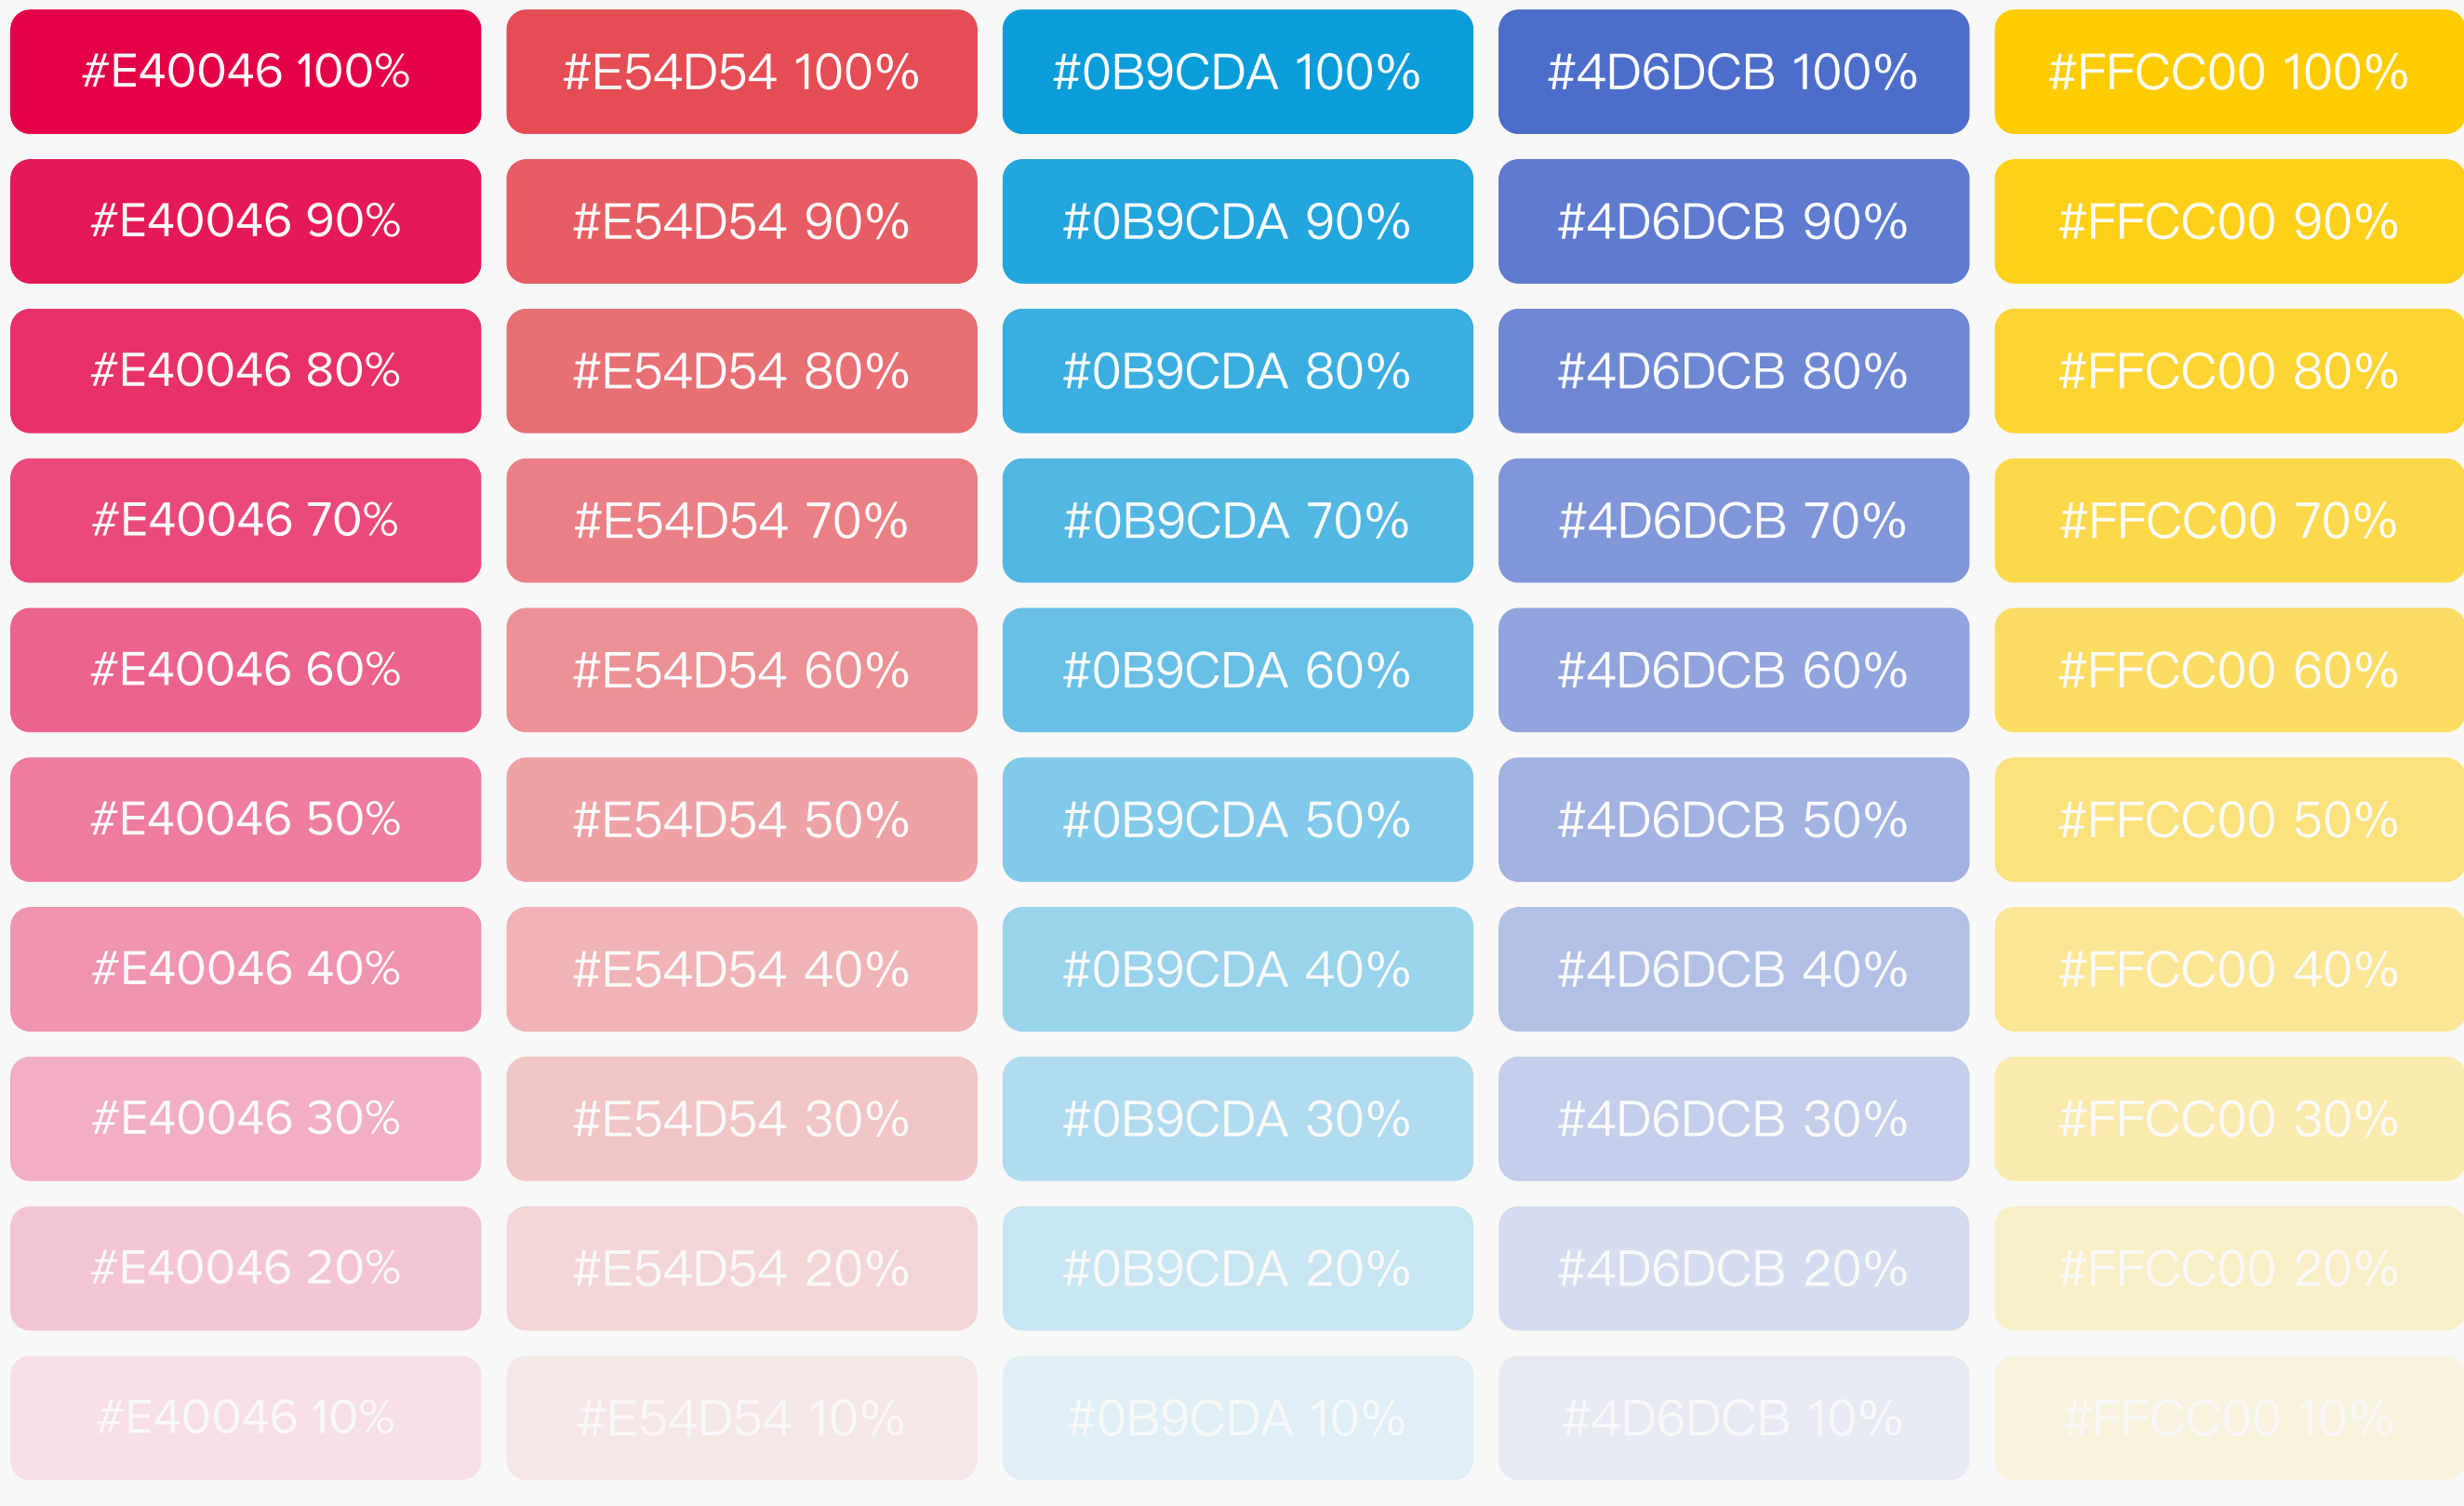 #E40046 100%
#E54D54 100%
#0B9CDA 100%
#4D6DCB 100%
#FFCC00 100%
#E40046 90%
#E54D54 90%
#0B9CDA 90%
#4D6DCB 90%
#FFCC00 90%
#E40046 80%
#E54D54 80%
#0B9CDA 80%
#4D6DCB 80%
#FFCC00 80%
#E40046 70%
#E54D54 70%
#0B9CDA 70%
#4D6DCB 70%
#FFCC00 70%
#E40046 60%
#E54D54 60%
#0B9CDA 60%
#4D6DCB 60%
#FFCC00 60%
#E40046 50%
#E54D54 50%
#0B9CDA 50%
#4D6DCB 50%
#FFCC00 50%
#E40046 40%
#E54D54 40%
#0B9CDA 40%
#4D6DCB 40%
#FFCC00 40%
#E40046 30%
#E54D54 30%
#0B9CDA 30%
#4D6DCB 30%
#FFCC00 30%
#E40046 20%
#E54D54 20%
#0B9CDA 20%
#4D6DCB 20%
#FFCC00 20%
#E40046 10%
#E54D54 10%
#0B9CDA 10%
#4D6DCB 10%
#FFCC00 10%